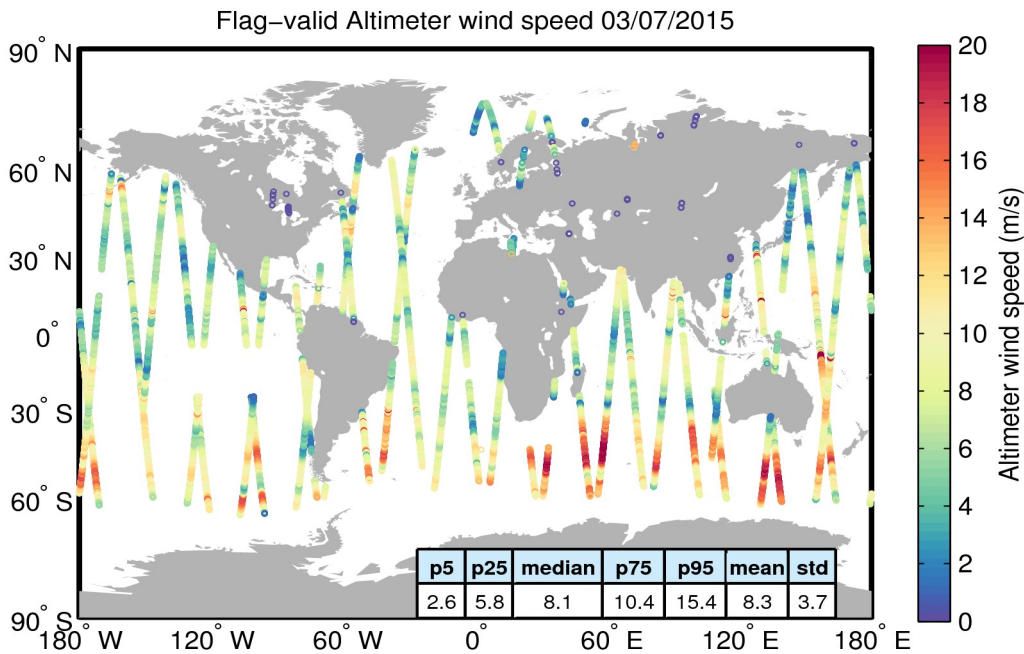 Flag−valid Altimeter wind speed 03/07/2015
90° N
60° N
30° N
0°
30° S
60° S
90° S
180° W
120° W
60° W
0°
60° E
120° E
180° E
p5 p25 median p75 p95 mean std
2.6 5.8 8.1 10.4 15.4 8.3 3.7
20
18
16
14
12
10
8
6
4
2
0
Altimeter wind speed (m/s)